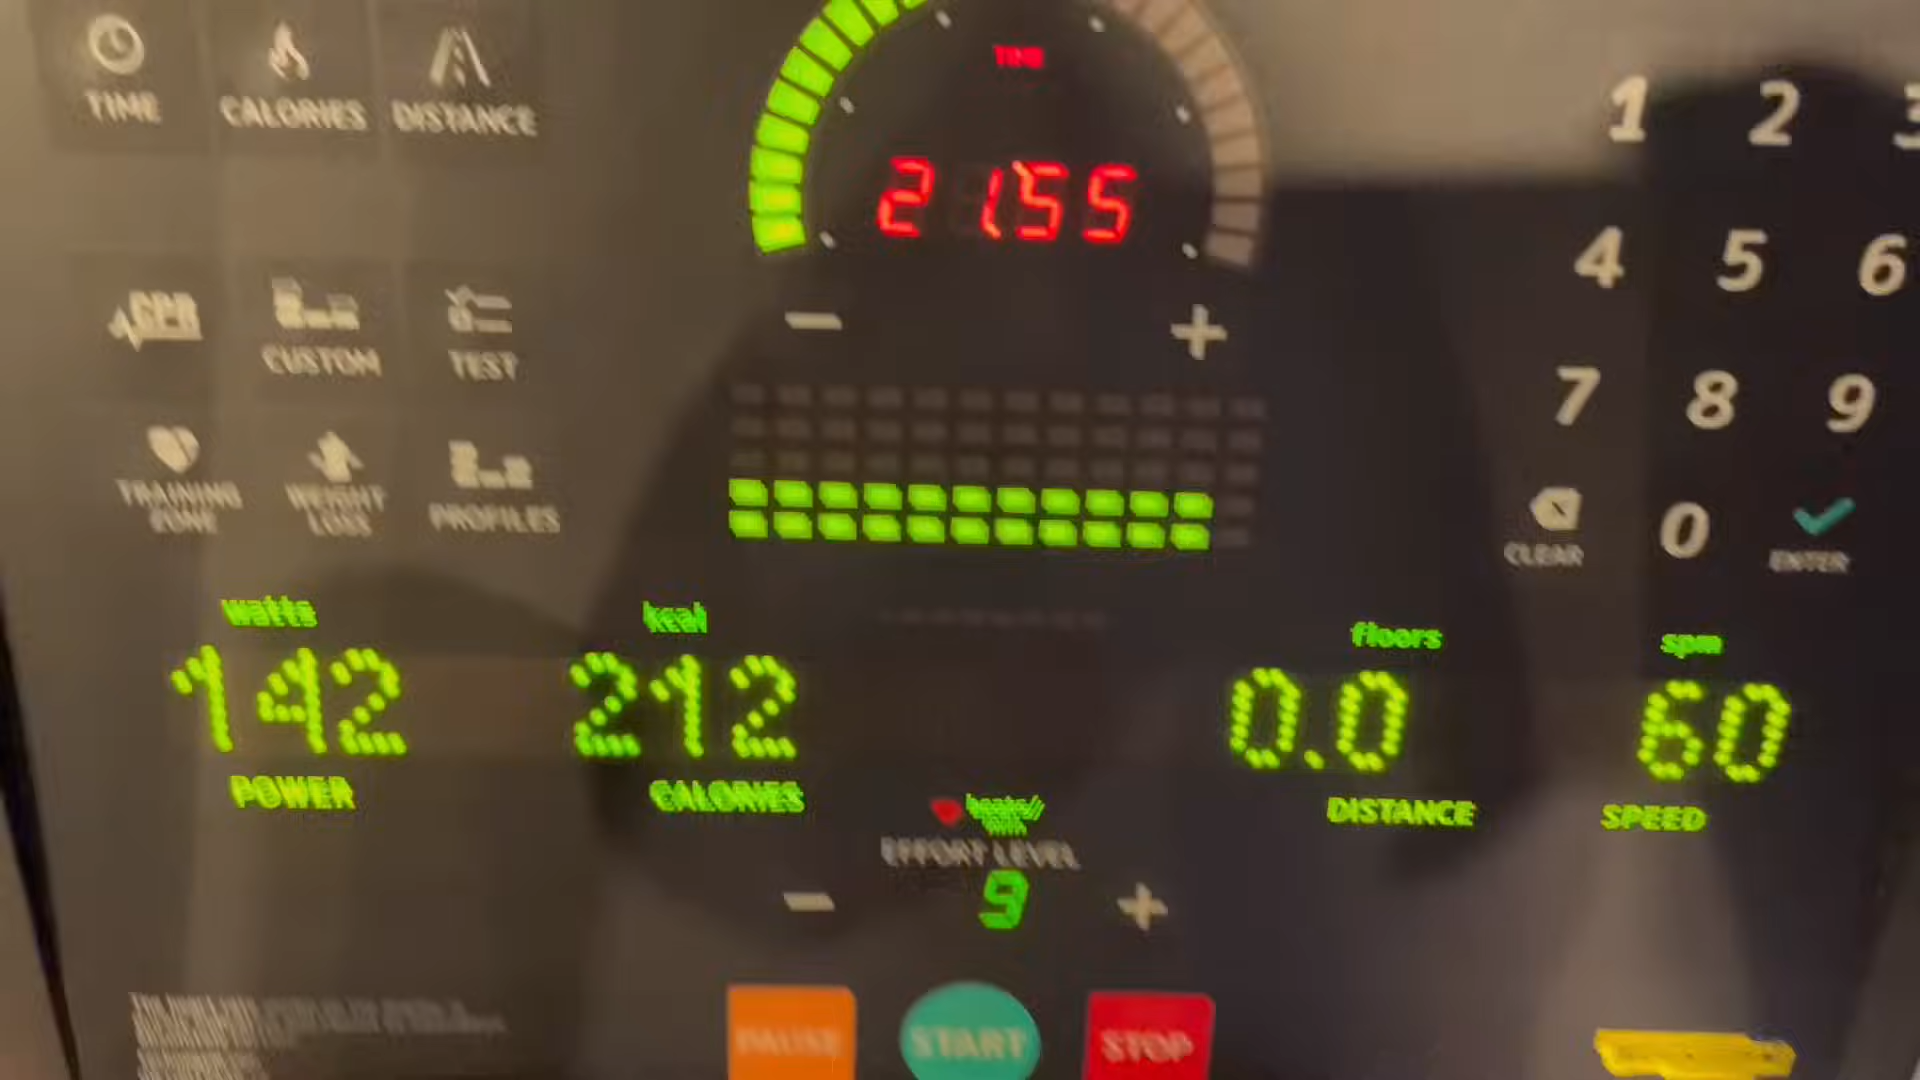 TIME
TIME CALORIES DISTANCE
1 2 3
21:55
4 5 6
− +
CUSTOM TEST
7 8 9
TRAINING ZONE
WEIGHT LOSS
PROFILES
CLEAR 0 ENTER
watts kcal floors spm
142 212 0.0 60
POWER CALORIES DISTANCE SPEED
EFFORT LEVEL
− 9 +
PAUSE START STOP